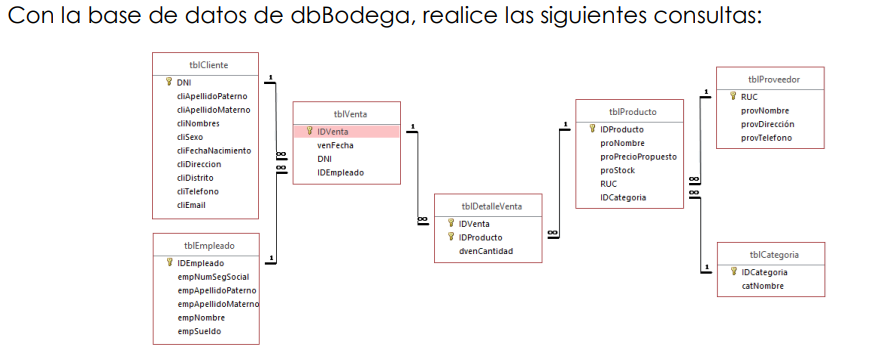 Con la base de datos de dbBodega, realice las siguientes consultas:
tblCliente
DNI
cliApellidoPaterno
cliApellidoMaterno
cliNombres
cliSexo
cliFechaNacimiento
cliDireccion
cliDistrito
cliTelefono
cliEmail
1
∞
tblEmpleado
IDEmpleado
empNumSegSocial
empApellidoPaterno
empApellidoMaterno
empNombre
empSueldo
1
∞
tblVenta
IDVenta
venFecha
DNI
IDEmpleado
1
∞
tblDetalleVenta
IDVenta
IDProducto
dvenCantidad
∞
1
tblProducto
IDProducto
proNombre
proPrecioPropuesto
proStock
RUC
IDCategoria
∞
∞
1
tblProveedor
RUC
provNombre
provDirección
provTelefono
1
tblCategoria
IDCategoria
catNombre